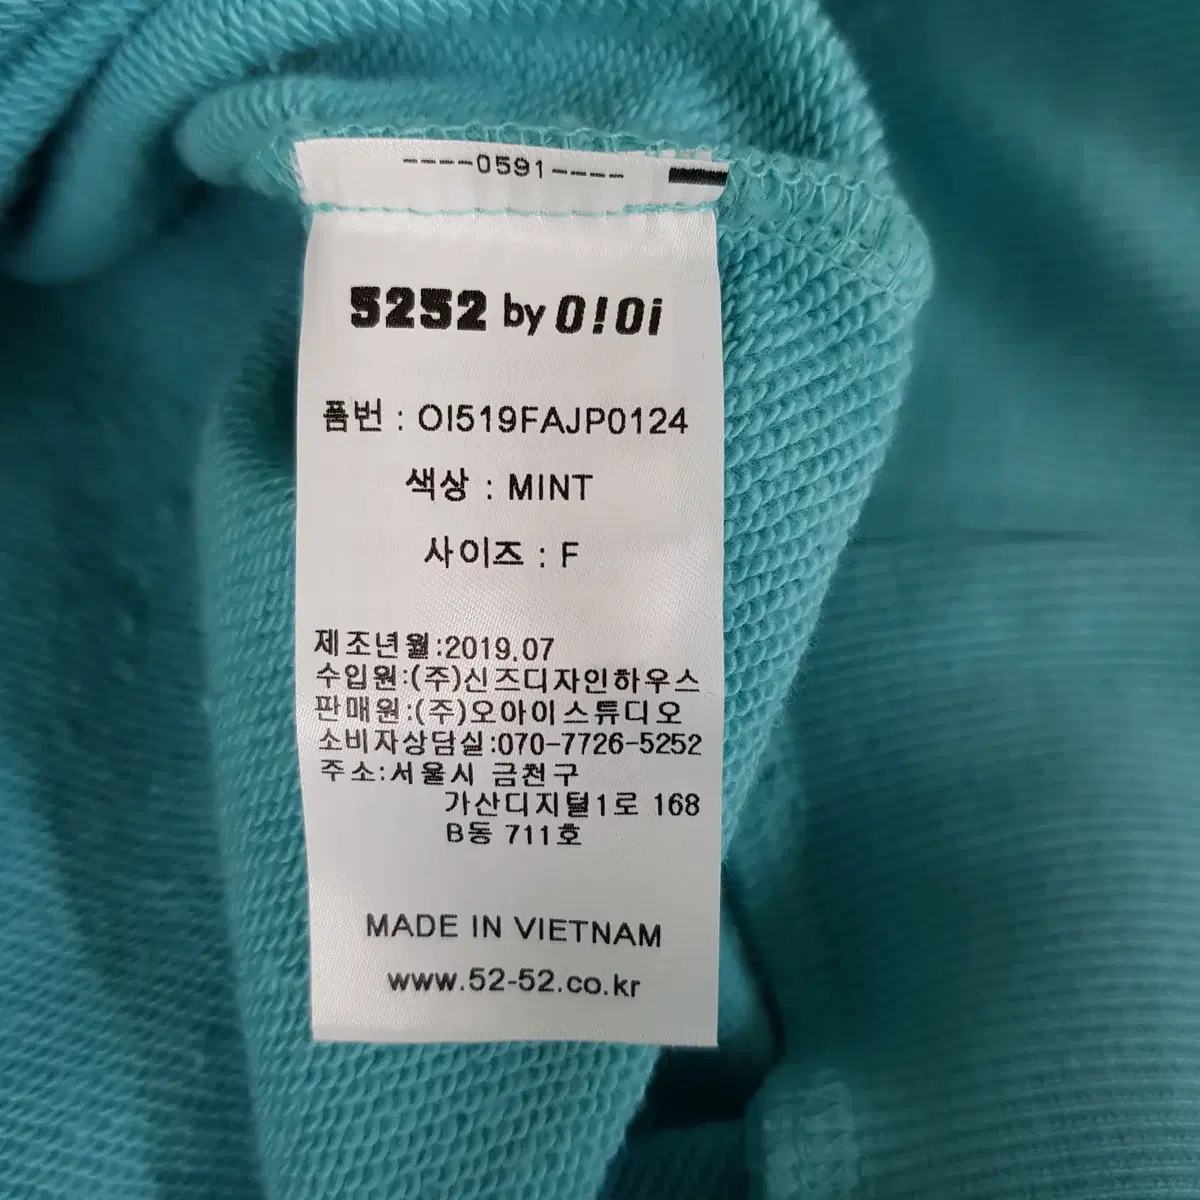 ----0591----
5252 by O!Oi
품번 : OI519FAJP0124
색상 : MINT
사이즈 : F
제조년월:2019.07
수입원:(주)신즈디자인하우스
판매원:(주)오아이스튜디오
소비자상담실:070-7726-5252
주소:서울시 금천구
가산디지털1로 168
B동 711호
MADE IN VIETNAM
www.52-52.co.kr